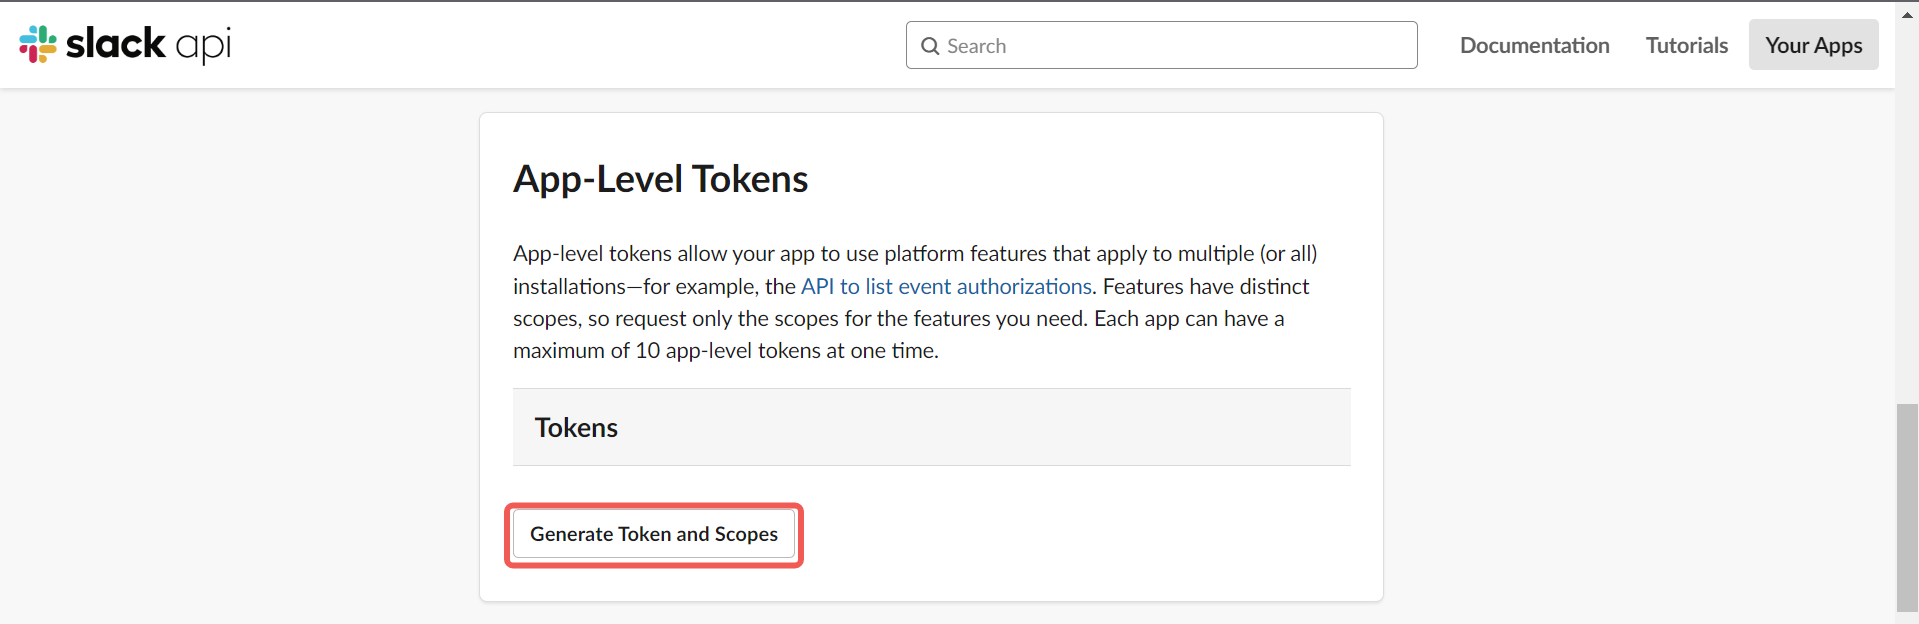 slack api
Search
Documentation
Tutorials
Your Apps
App-Level Tokens
App-level tokens allow your app to use platform features that apply to multiple (or all)
installations—for example, the API to list event authorizations. Features have distinct
scopes, so request only the scopes for the features you need. Each app can have a
maximum of 10 app-level tokens at one time.
Tokens
Generate Token and Scopes